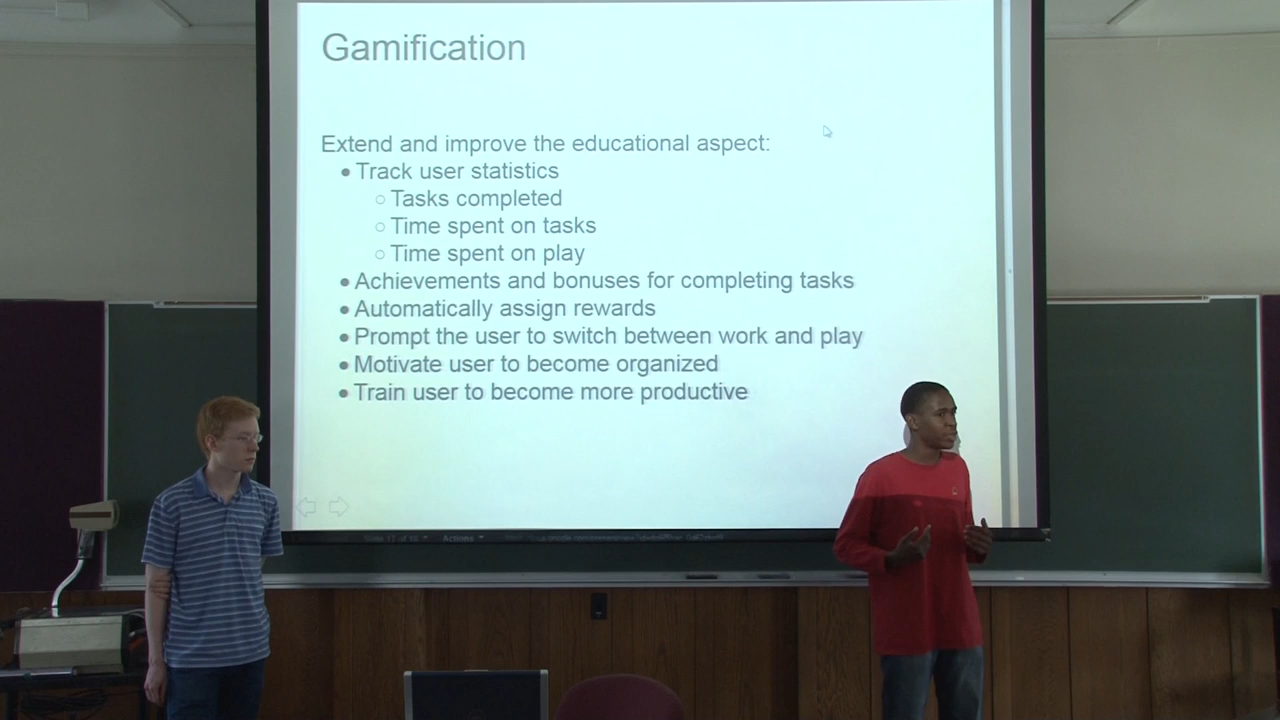 Gamification
Extend and improve the educational aspect:
• Track user statistics
○ Tasks completed
○ Time spent on tasks
○ Time spent on play
• Achievements and bonuses for completing tasks
• Automatically assign rewards
• Prompt the user to switch between work and play
• Motivate user to become organized
• Train user to become more productive
Actions